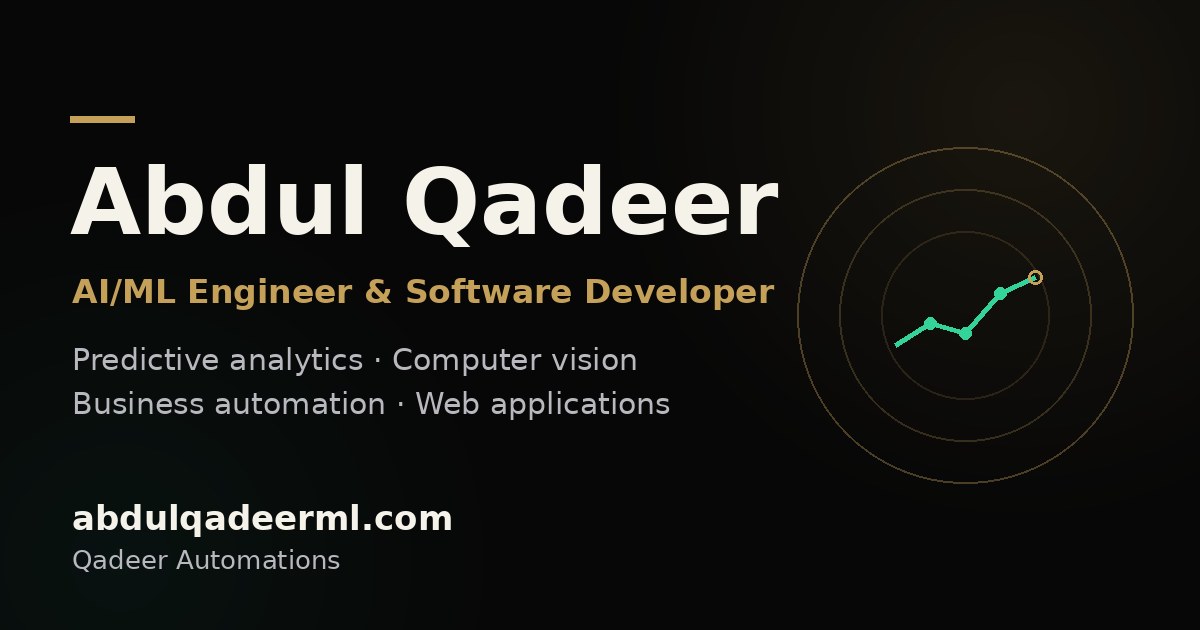 Abdul Qadeer
AI/ML Engineer & Software Developer
Predictive analytics · Computer vision
Business automation · Web applications
abdulqadeerml.com
Qadeer Automations